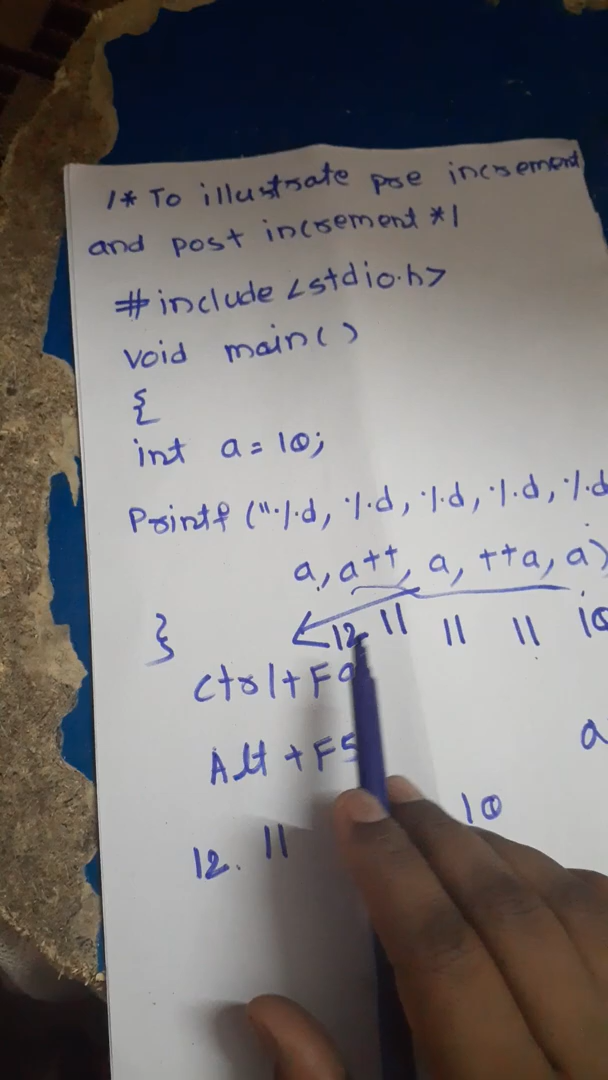 /* To illustrate pre increment
and post increment */
#include <stdio.h>
void main()
{
int a = 10;
Printf ("%d, %d, %d, %d, %d
a, a++, a, ++a, a)
12 11 11 11 10
}
Ctrl + F9
Alt + F5
a
10
12. 11